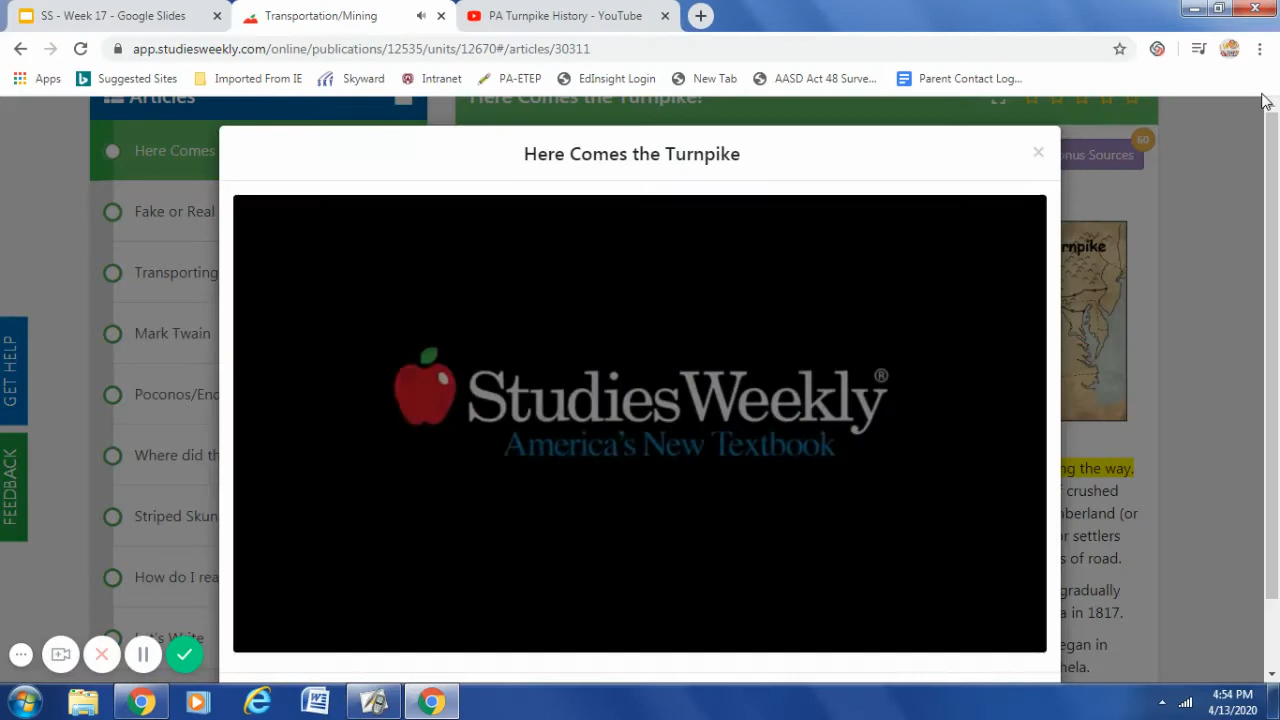 SS - Week 17 - Google Slides
Transportation/Mining
PA Turnpike History - YouTube
app.studiesweekly.com/online/publications/12535/units/12670#/articles/30311
Apps
Suggested Sites
Imported From IE
Skyward
Intranet
PA-ETEP
EdInsight Login
New Tab
AASD Act 48 Surve...
Parent Contact Log...
Articles
Here Comes the Turnpike!
Here Comes
Fake or Real
Transporting
Mark Twain
Poconos/Enc
Where did th
Striped Skun
How do I rea
Let's Write
GET HELP
FEEDBACK
Here Comes the Turnpike
×
StudiesWeekly®
America's New Textbook
60
onus Sources
rnpike
ng the way.
f crushed
mberland (or
or settlers
s of road.
gradually
a in 1817.
egan in
hela.
4:54 PM
4/13/2020